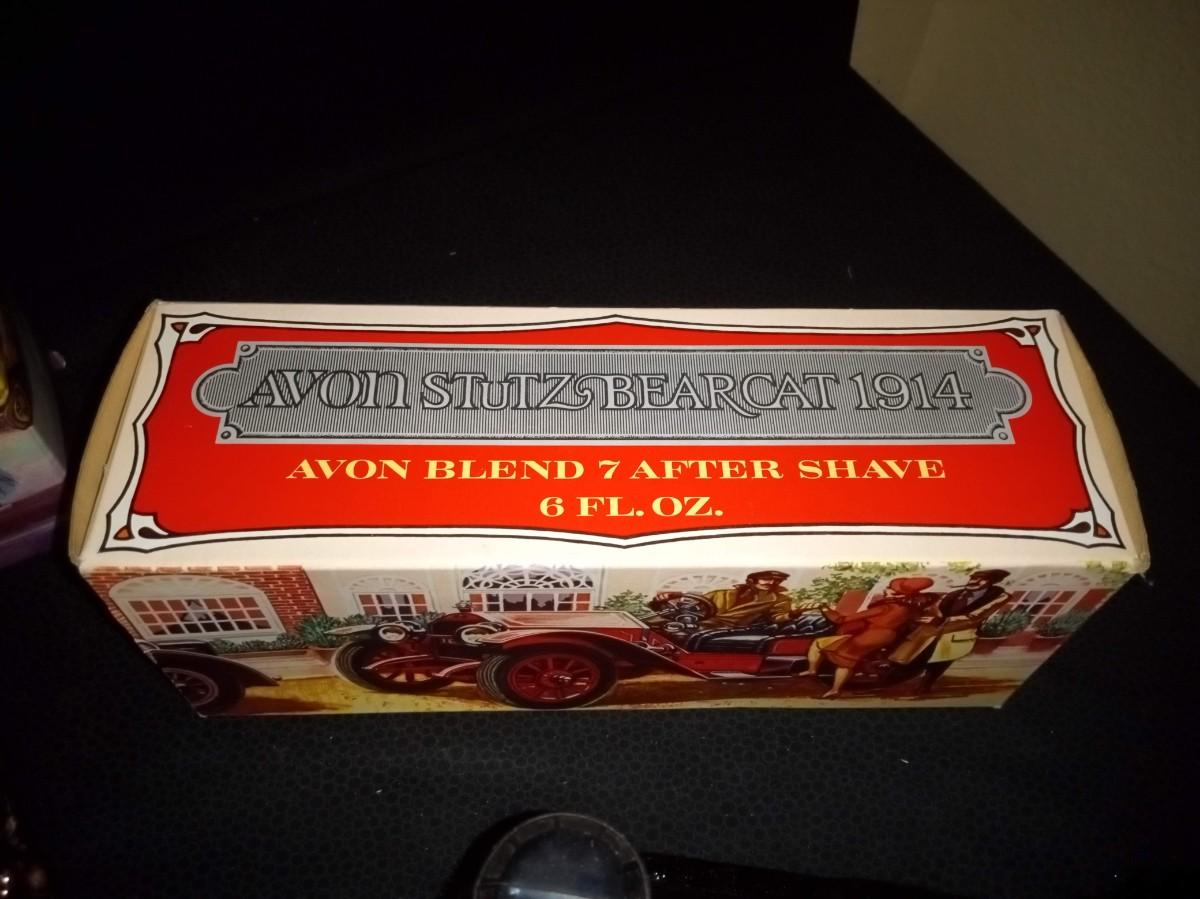 AVON STUTZ BEARCAT 1914
AVON BLEND 7 AFTER SHAVE
6 FL. OZ.